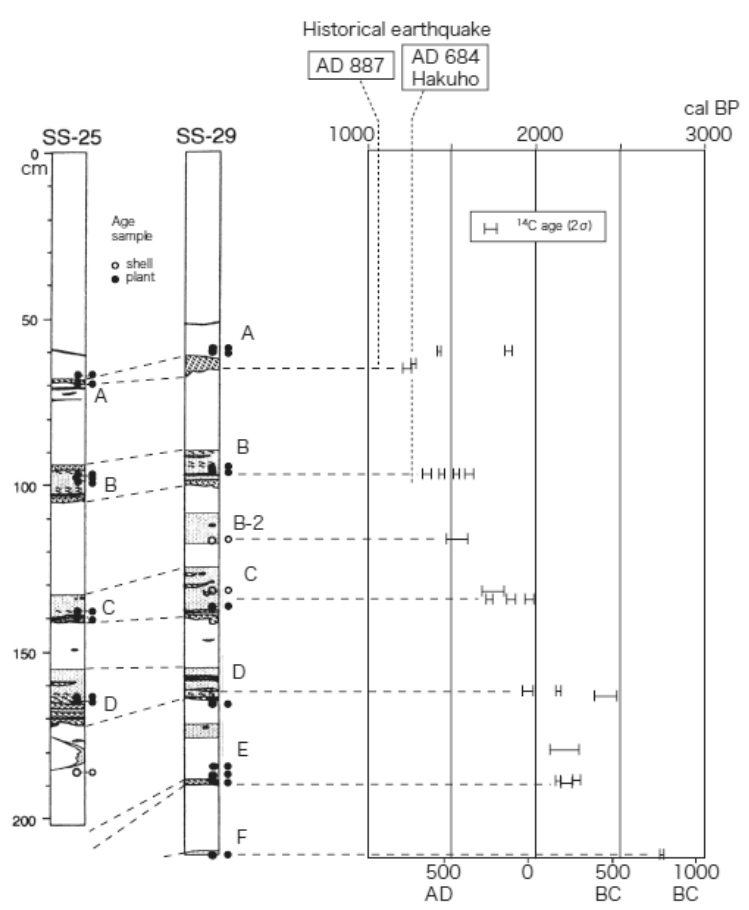 Historical earthquake
AD 887
AD 684
Hakuho
cal BP
SS-25
SS-29
1000
2000
3000
0
cm
Age
sample
shell
plant
¹⁴C age (2σ)
50
A
A
B
100
B
B-2
C
C
150
D
D
E
200
F
500
0
500
1000
AD
BC
BC